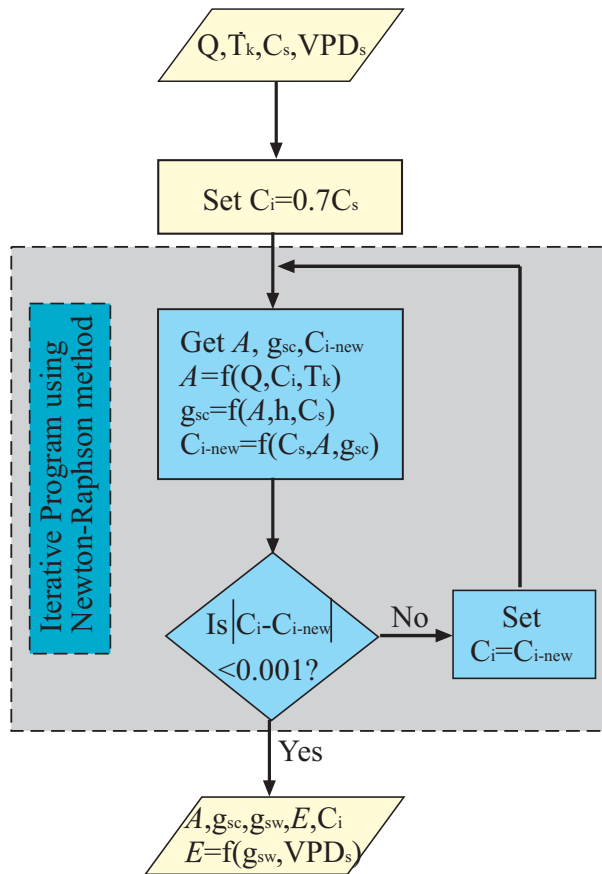 Q,Ṫk,Cs,VPDs
Set Ci=0.7Cs
Iterative Program using
Newton-Raphson method
Get A, gsc,Ci-new
A=f(Q,Ci,Tk)
gsc=f(A,h,Cs)
Ci-new=f(Cs,A,gsc)
Is|Ci-Ci-new|
<0.001?
No
Set
Ci=Ci-new
Yes
A,gsc,gsw,E,Ci
E=f(gsw,VPDs)